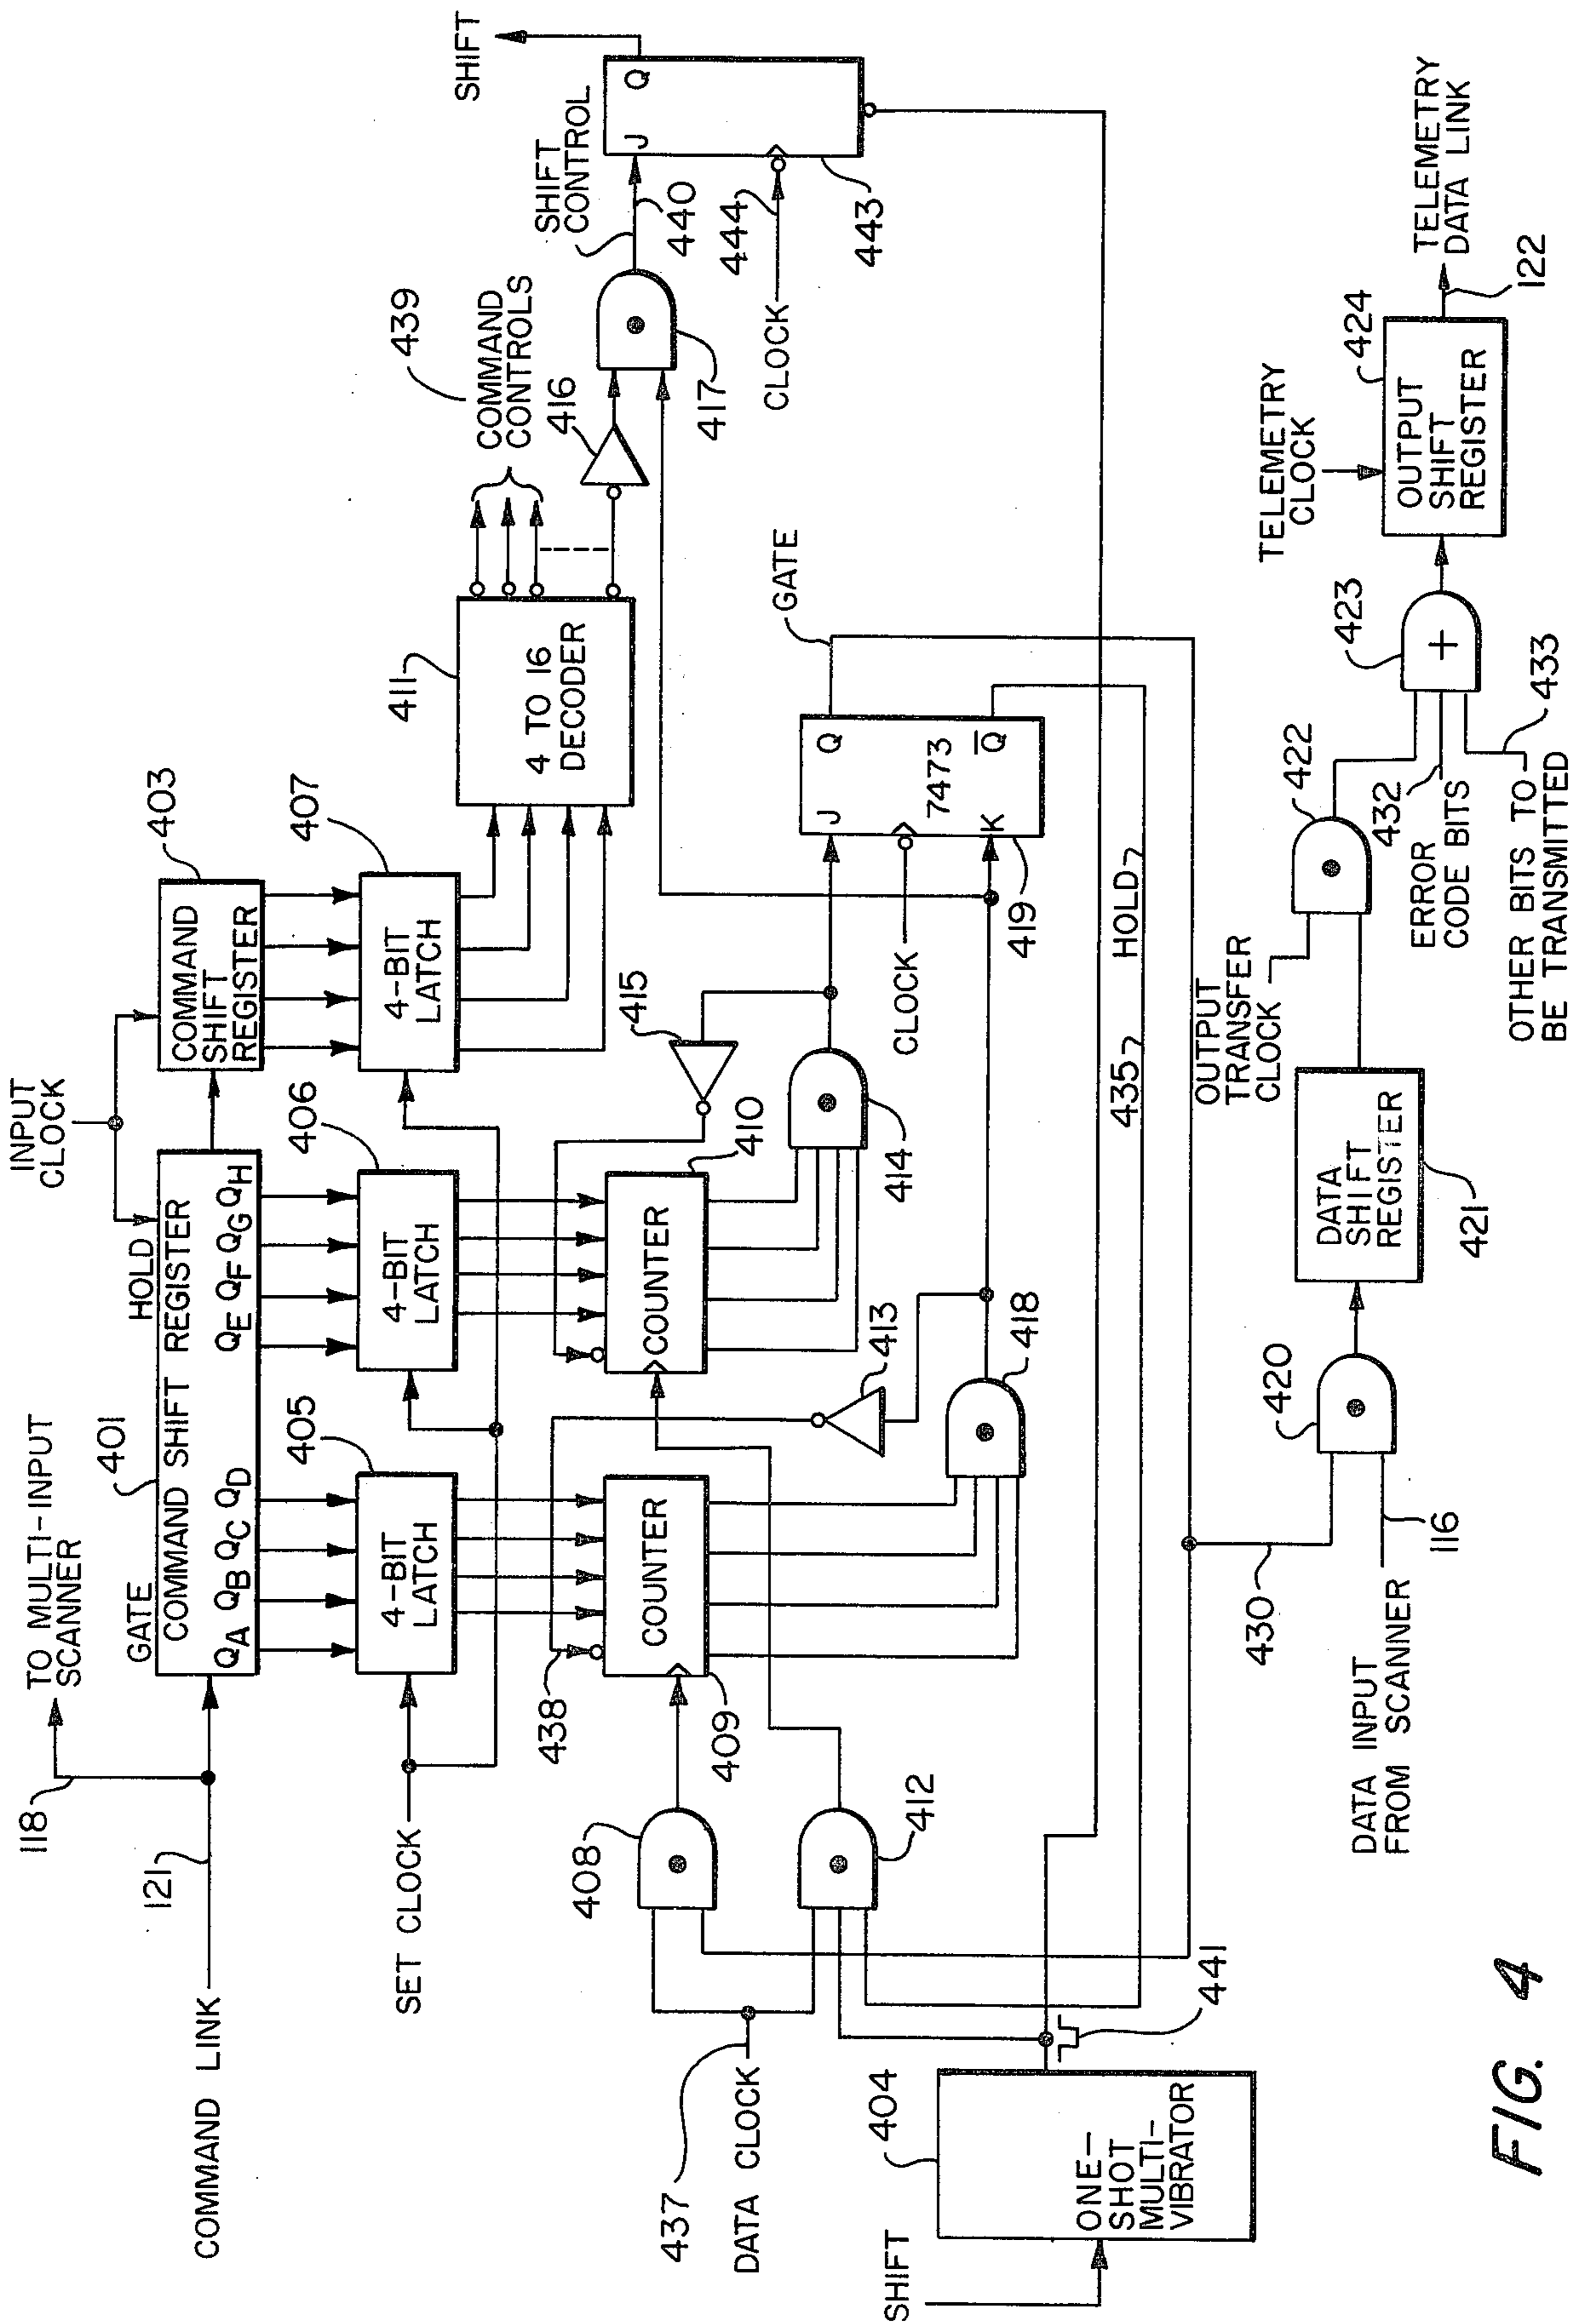 COMMAND LINK
121
118
TO MULTI-INPUT
SCANNER
401
GATE
HOLD
COMMAND SHIFT REGISTER
QA QB QC QD
QE QF QG QH
INPUT
CLOCK
403
COMMAND
SHIFT
REGISTER
SET CLOCK
405
4-BIT
LATCH
406
4-BIT
LATCH
407
4-BIT
LATCH
411
4 TO 16
DECODER
439
COMMAND
CONTROLS
416
417
SHIFT
CONTROL
440
SHIFT
J
Q
444
CLOCK
443
437
DATA CLOCK
408
412
438
409
COUNTER
410
COUNTER
413
418
415
414
CLOCK
J
Q
7473
K
Q
419
GATE
HOLD
435
SHIFT
404
ONE-
SHOT
MULTI-
VIBRATOR
441
430
DATA INPUT
FROM SCANNER
116
420
DATA
SHIFT
REGISTER
421
OUTPUT
TRANSFER
CLOCK
422
432
ERROR
CODE BITS
OTHER BITS TO
BE TRANSMITTED
433
423
TELEMETRY
CLOCK
OUTPUT
SHIFT
REGISTER
424
122
TELEMETRY
DATA LINK
FIG. 4